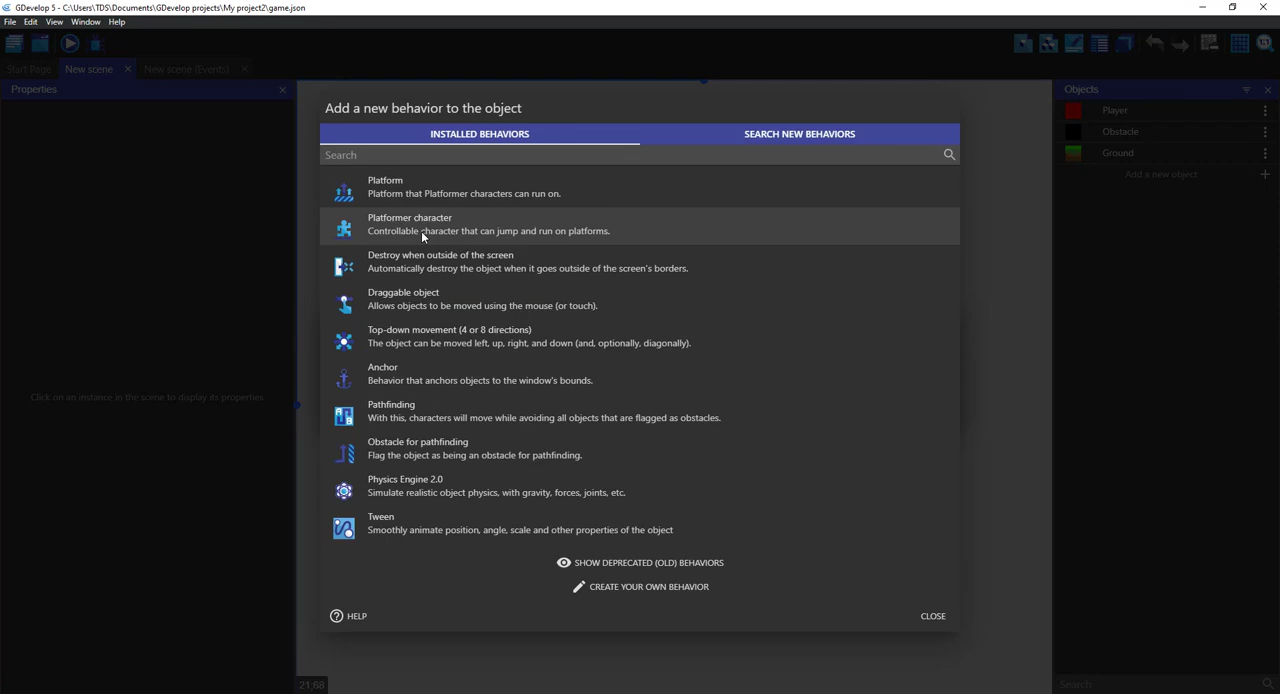 GDevelop 5 - C:\Users\TDS\Documents\GDevelop projects\My project2\game.json
File Edit View Window Help
Start Page New scene New scene (Events)
Properties
Objects
Add a new behavior to the object
Player
INSTALLED BEHAVIORS SEARCH NEW BEHAVIORS
Obstacle
Search
Ground
Add a new object
Platform
Platform that Platformer characters can run on.
Platformer character
Controllable character that can jump and run on platforms.
Destroy when outside of the screen
Automatically destroy the object when it goes outside of the screen's borders.
Draggable object
Allows objects to be moved using the mouse (or touch).
Top-down movement (4 or 8 directions)
The object can be moved left, up, right, and down (and, optionally, diagonally).
Anchor
Behavior that anchors objects to the window's bounds.
Click on an instance in the scene to display its properties
Pathfinding
With this, characters will move while avoiding all objects that are flagged as obstacles.
Obstacle for pathfinding
Flag the object as being an obstacle for pathfinding.
Physics Engine 2.0
Simulate realistic object physics, with gravity, forces, joints, etc.
Tween
Smoothly animate position, angle, scale and other properties of the object
SHOW DEPRECATED (OLD) BEHAVIORS
CREATE YOUR OWN BEHAVIOR
HELP CLOSE
21;68
Search